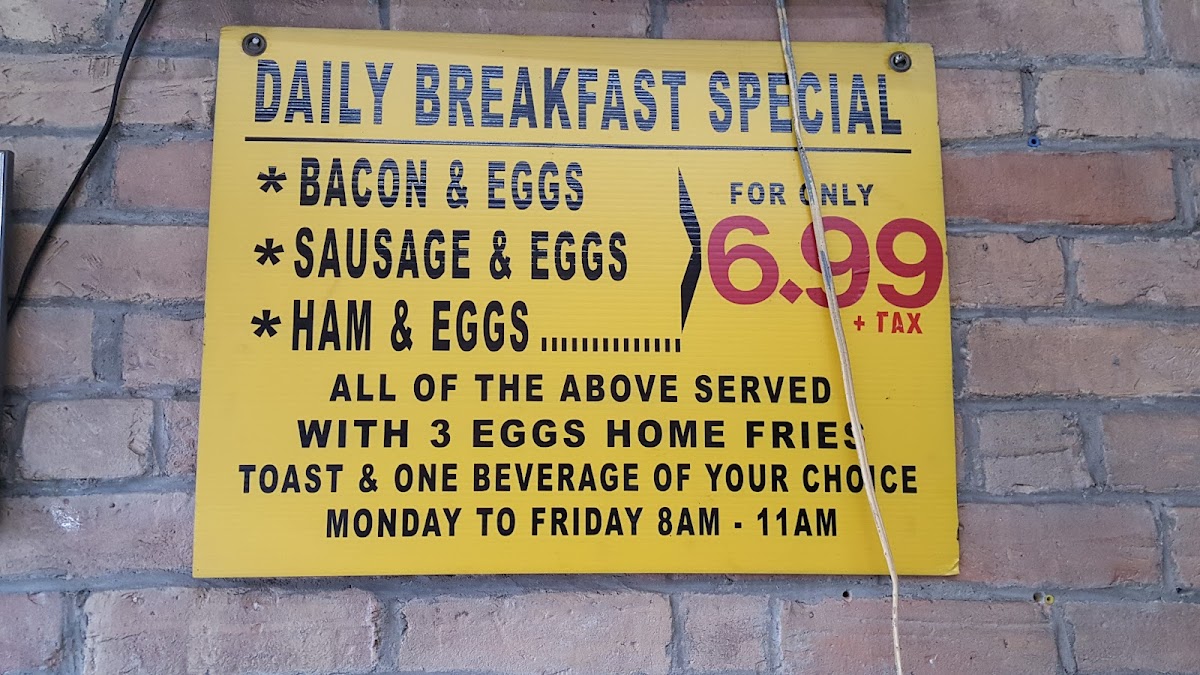 DAILY BREAKFAST SPECIAL
* BACON & EGGS
* SAUSAGE & EGGS
* HAM & EGGS ..............
FOR ONLY
6.99
+ TAX
ALL OF THE ABOVE SERVED
WITH 3 EGGS HOME FRIES
TOAST & ONE BEVERAGE OF YOUR CHOICE
MONDAY TO FRIDAY 8AM - 11AM